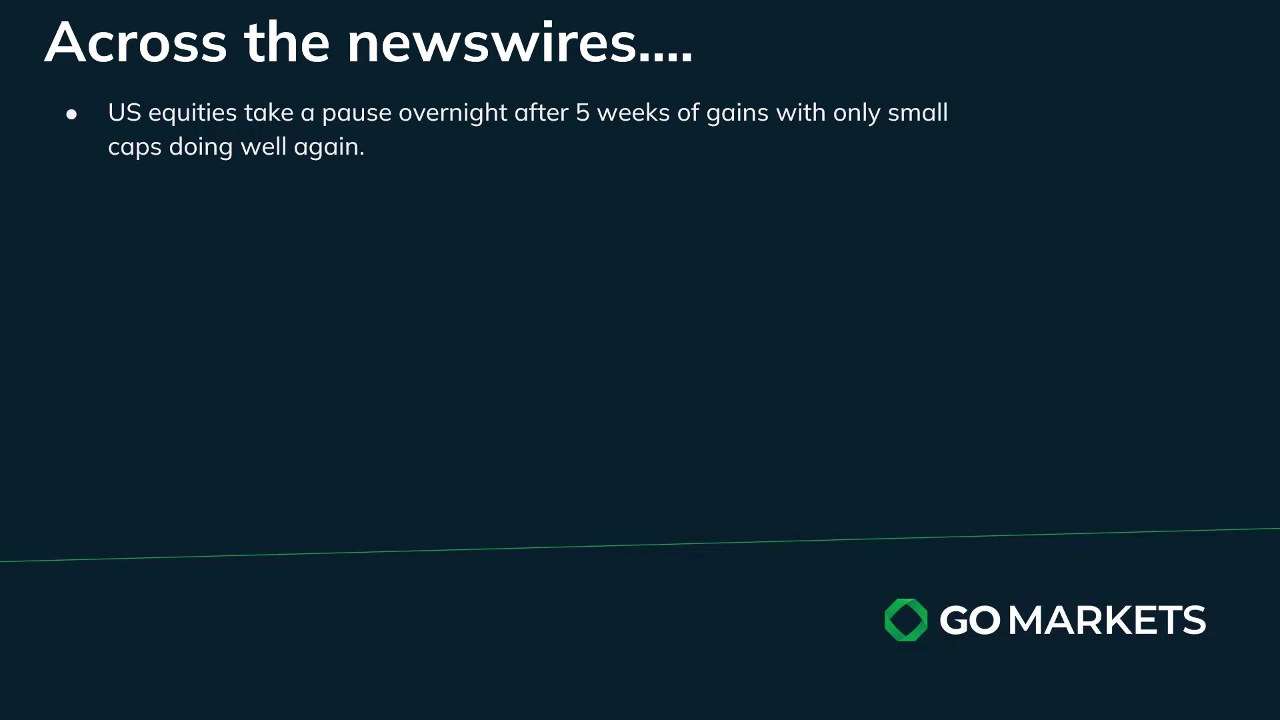 Across the newswires....
● US equities take a pause overnight after 5 weeks of gains with only small
caps doing well again.
GO MARKETS